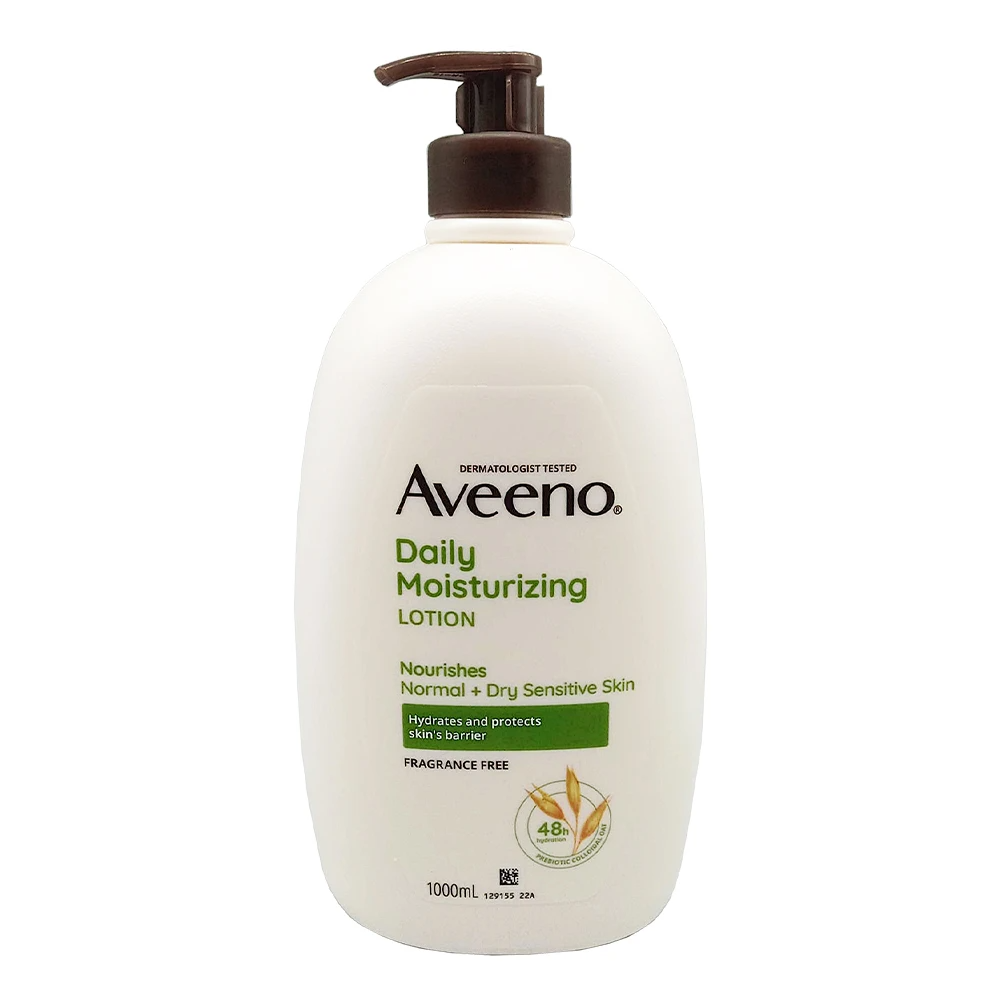 DERMATOLOGIST TESTED
Aveeno®
Daily
Moisturizing
LOTION
Nourishes
Normal + Dry Sensitive Skin
Hydrates and protects
skin's barrier
FRAGRANCE FREE
48h
hydration
PREBIOTIC COLLOIDAL OAT
1000mL 129155 22A